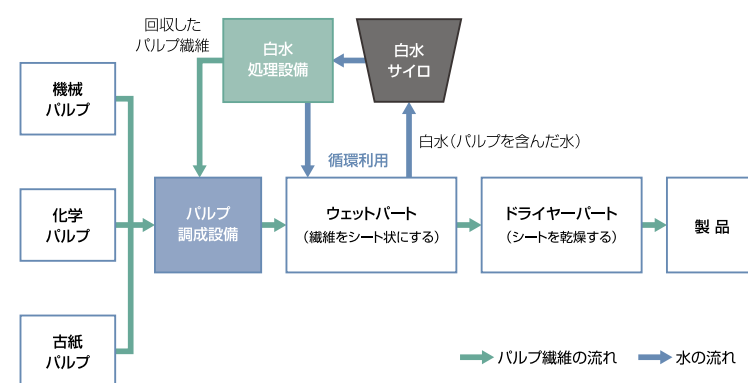 回収した
パルプ繊維
白水
処理設備
白水
サイロ
機械
パルプ
白水（パルプを含んだ水）
循環利用
化学
パルプ
パルプ
調成設備
ウェットパート
（繊維をシート状にする）
ドライヤーパート
（シートを乾燥する）
製品
古紙
パルプ
パルプ繊維の流れ
水の流れ